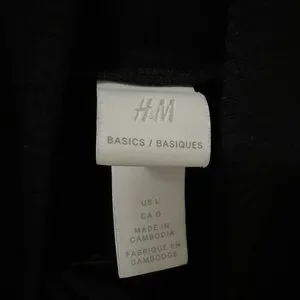 H&M
BASICS / BASIQUES
US L
CA G
MADE IN
CAMBODIA
FABRIQUÉ EN
CAMBODGE